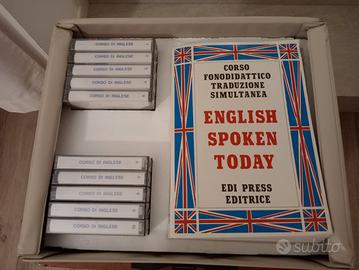 CORSO DI INGLESE
CORSO DI INGLESE
CORSO DI INGLESE
CORSO DI INGLESE
CORSO DI INGLESE
CORSO DI INGLESE
CORSO DI INGLESE
CORSO DI INGLESE
CORSO DI INGLESE
CORSO DI INGLESE
CORSO
FONODIDATTICO
TRADUZIONE
SIMULTANEA
ENGLISH
SPOKEN
TODAY
EDI PRESS
EDITRICE
subito